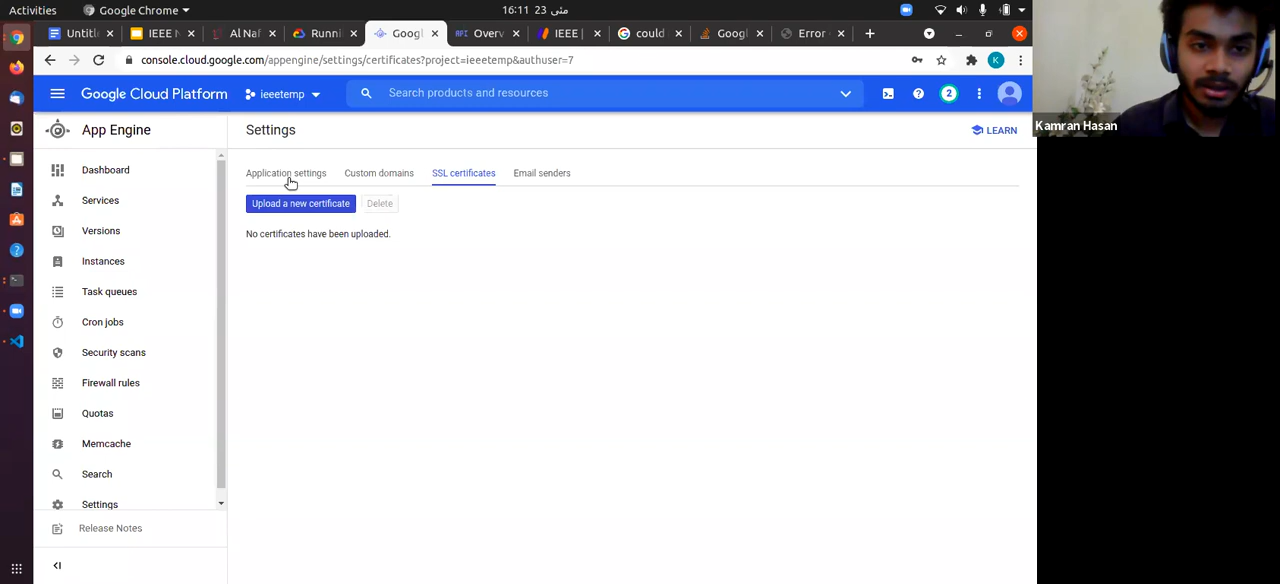 Activities
Google Chrome
16:11 23 مئی
Untitl
IEEE N
Al Naf
Runni
Googl
Overv
IEEE |
could
Googl
Error
console.cloud.google.com/appengine/settings/certificates?project=ieeetemp&authuser=7
K
Google Cloud Platform
ieeetemp
Search products and resources
2
Kamran Hasan
App Engine
Settings
LEARN
Dashboard
Services
Versions
Instances
Task queues
Cron jobs
Security scans
Firewall rules
Quotas
Memcache
Search
Settings
Release Notes
Application settings
Custom domains
SSL certificates
Email senders
Upload a new certificate
Delete
No certificates have been uploaded.